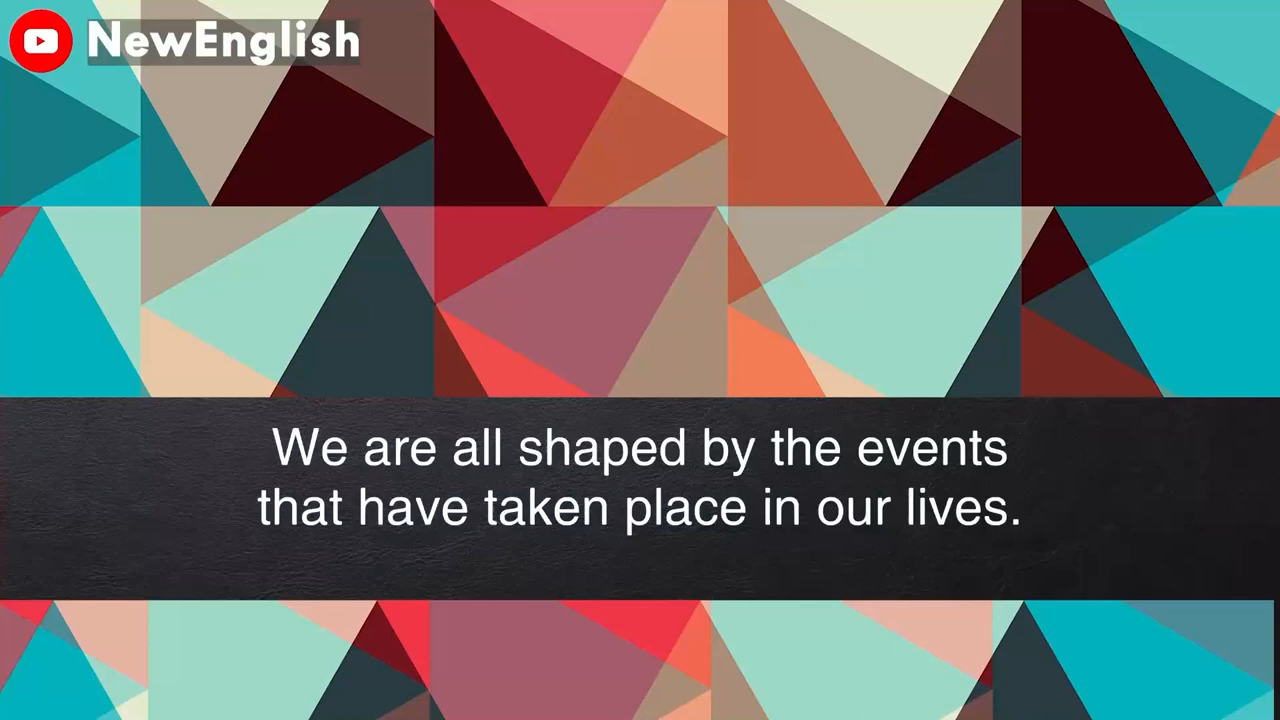 NewEnglish
We are all shaped by the events
that have taken place in our lives.